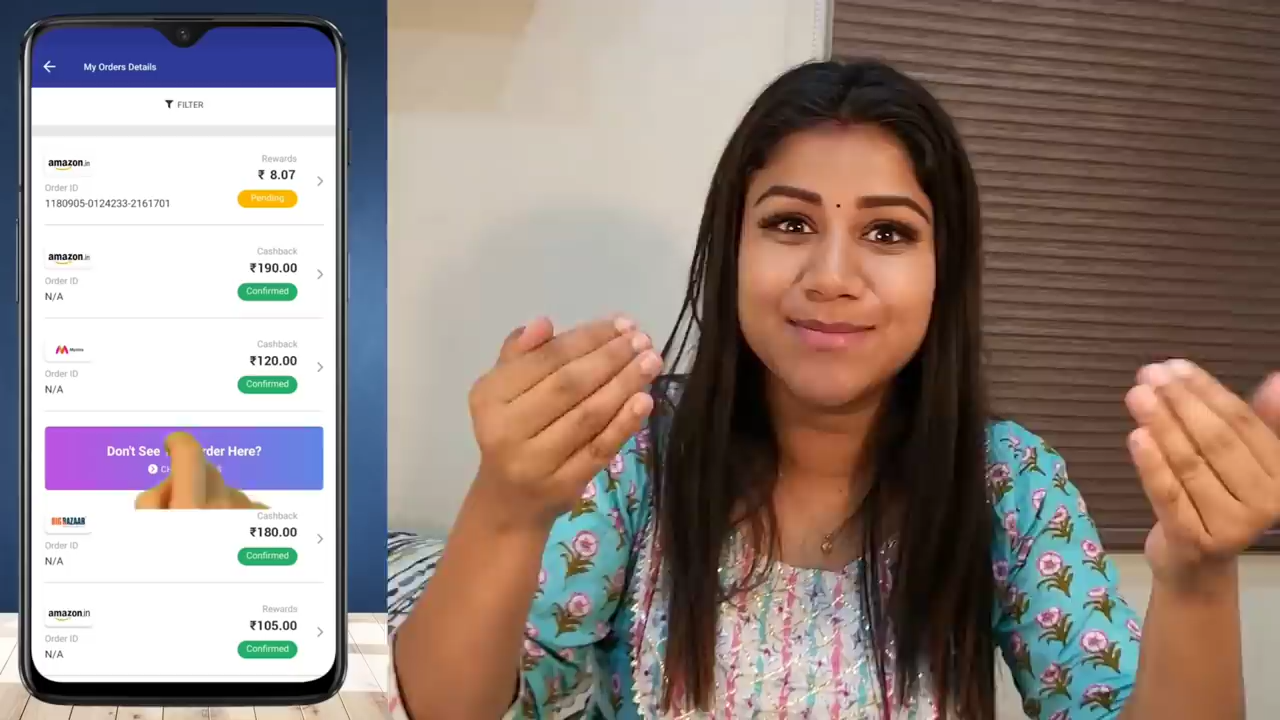 My Orders Details
FILTER
amazon.in
Rewards
₹ 8.07
Order ID
1180905-0124233-2161701
Pending
amazon.in
Cashback
₹190.00
Order ID
N/A
Confirmed
Myntra
Cashback
₹120.00
Order ID
N/A
Confirmed
Don't See
Here?
BIG BAZAAR
Cashback
₹180.00
Order ID
N/A
Confirmed
amazon.in
Rewards
₹105.00
Order ID
N/A
Confirmed